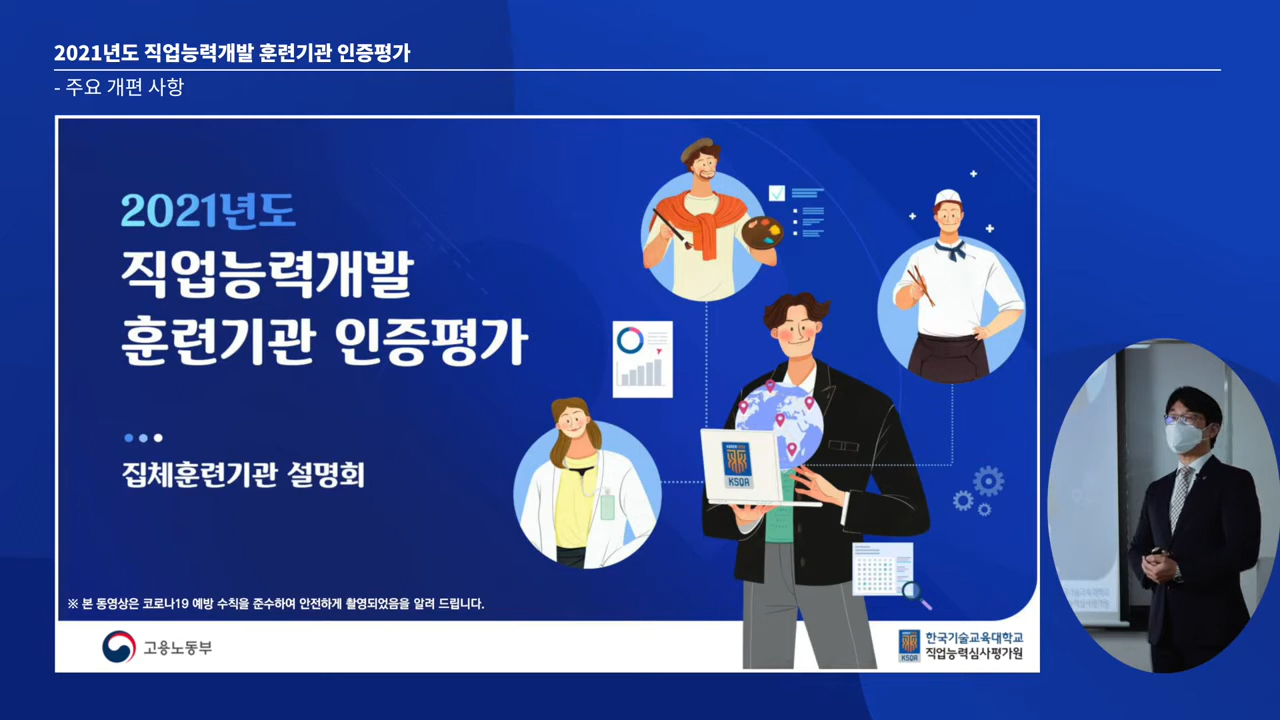 2021년도 직업능력개발 훈련기관 인증평가
- 주요 개편 사항
2021년도
직업능력개발
훈련기관 인증평가
집체훈련기관 설명회
KSQA
※ 본 동영상은 코로나19 예방 수칙을 준수하여 안전하게 촬영되었음을 알려 드립니다.
고용노동부
KSQA
한국기술교육대학교
직업능력심사평가원